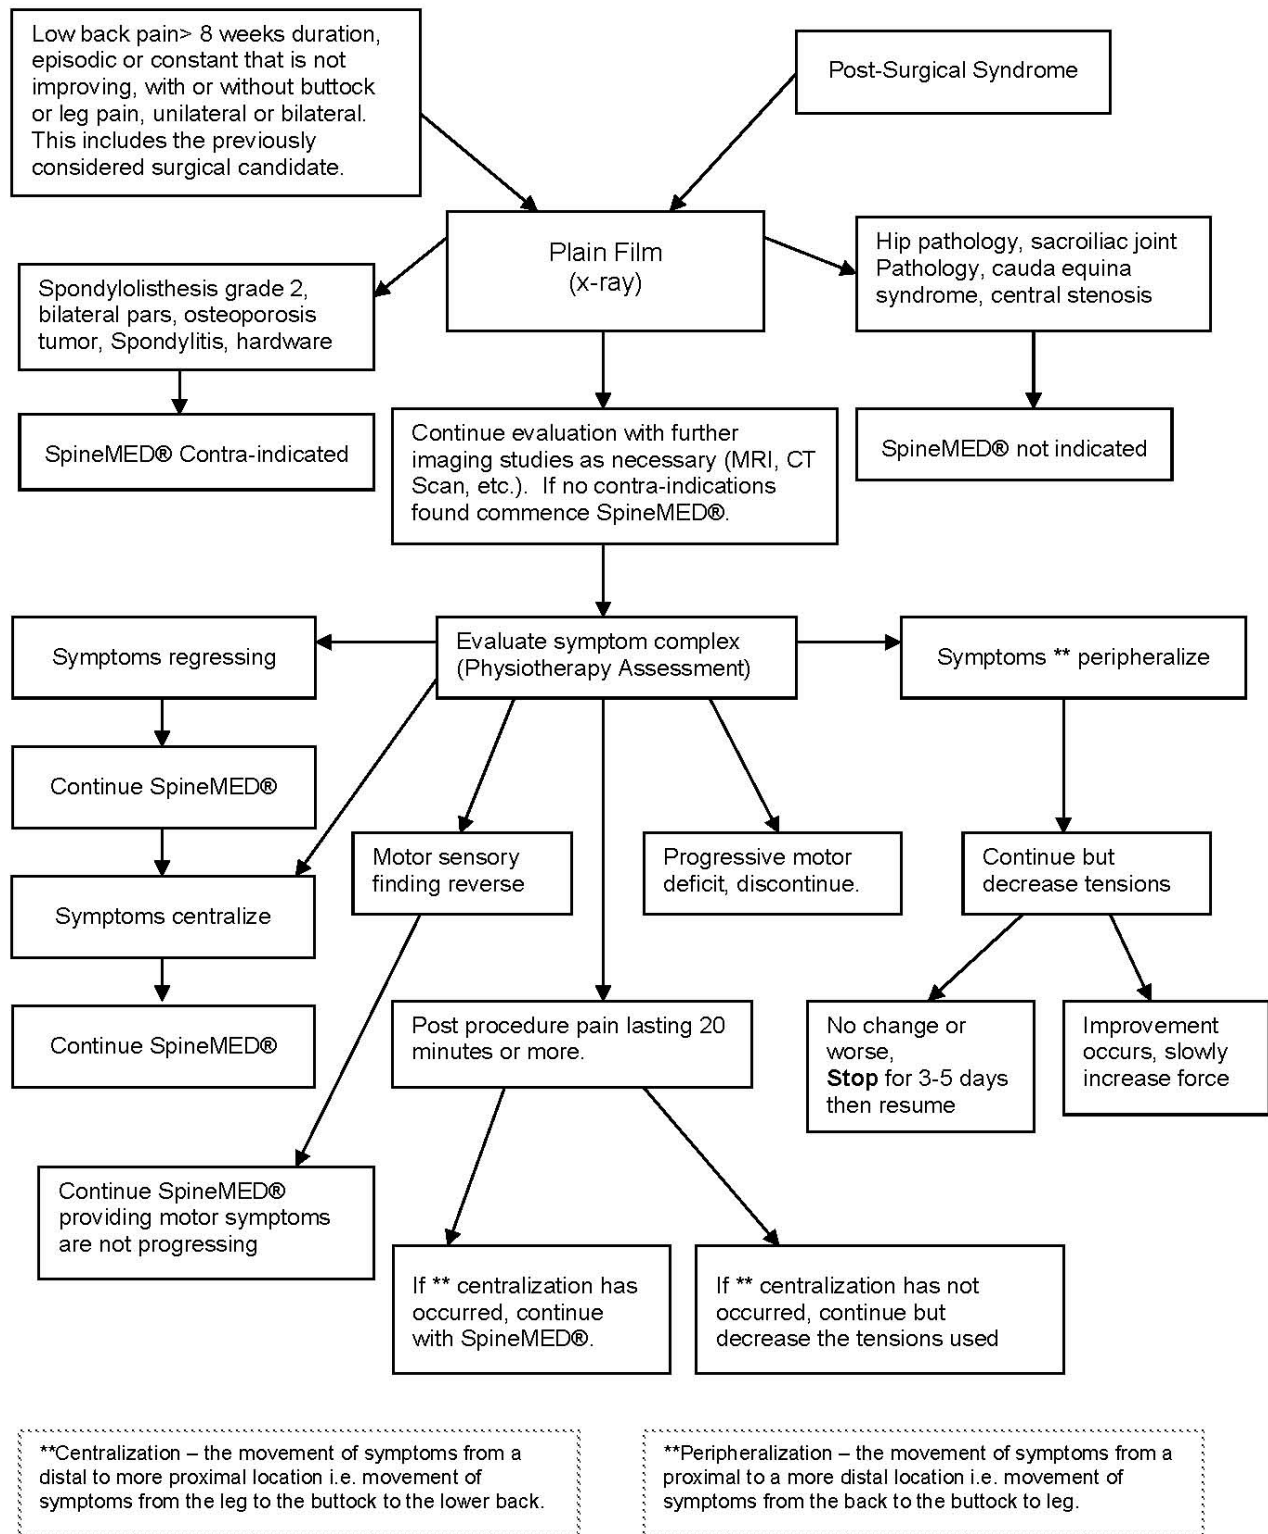 Low back pain> 8 weeks duration,
episodic or constant that is not
improving, with or without buttock
or leg pain, unilateral or bilateral.
This includes the previously
considered surgical candidate.
Post-Surgical Syndrome
Plain Film
(x-ray)
Hip pathology, sacroiliac joint
Pathology, cauda equina
syndrome, central stenosis
Spondylolisthesis grade 2,
bilateral pars, osteoporosis
tumor, Spondylitis, hardware
SpineMED® Contra-indicated
Continue evaluation with further
imaging studies as necessary (MRI, CT
Scan, etc.).  If no contra-indications
found commence SpineMED®.
SpineMED® not indicated
Symptoms regressing
Evaluate symptom complex
(Physiotherapy Assessment)
Symptoms ** peripheralize
Continue SpineMED®
Motor sensory
finding reverse
Progressive motor
deficit, discontinue.
Continue but
decrease tensions
Symptoms centralize
Continue SpineMED®
Post procedure pain lasting 20
minutes or more.
No change or
worse,
Stop for 3-5 days
then resume
Improvement
occurs, slowly
increase force
Continue SpineMED®
providing motor symptoms
are not progressing
If ** centralization has
occurred, continue
with SpineMED®.
If ** centralization has not
occurred, continue but
decrease the tensions used
**Centralization – the movement of symptoms from a
distal to more proximal location i.e. movement of
symptoms from the leg to the buttock to the lower back.
**Peripheralization – the movement of symptoms from a
proximal to a more distal location i.e. movement of
symptoms from the back to the buttock to leg.